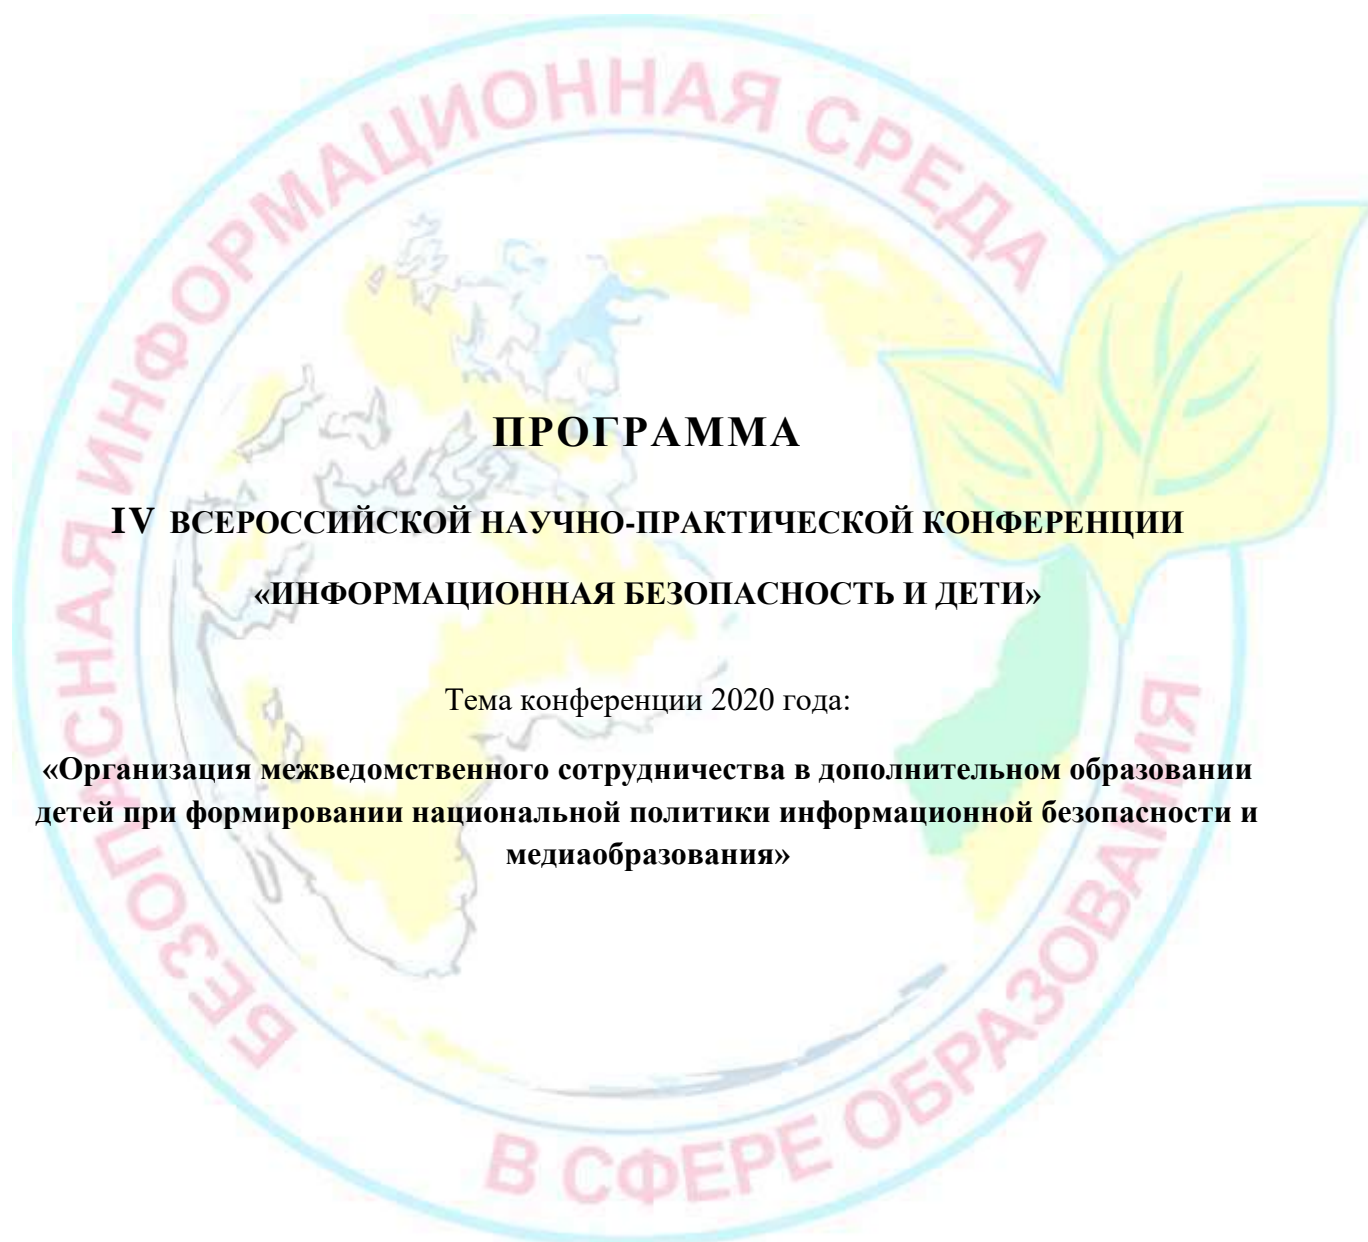 БЕЗОПАСНАЯ ИНФОРМАЦИОННАЯ СРЕДА
ПРОГРАММА
IV ВСЕРОССИЙСКОЙ НАУЧНО-ПРАКТИЧЕСКОЙ КОНФЕРЕНЦИИ
«ИНФОРМАЦИОННАЯ БЕЗОПАСНОСТЬ И ДЕТИ»
Тема конференции 2020 года:
«Организация межведомственного сотрудничества в дополнительном образовании
детей при формировании национальной политики информационной безопасности и
медиаобразования»
В СФЕРЕ ОБРАЗОВАНИЯ